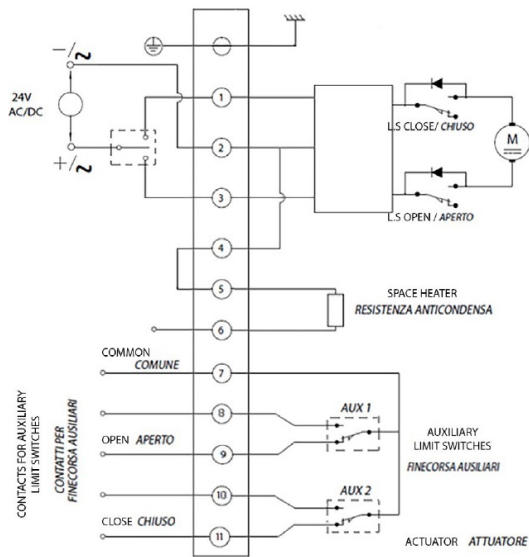 −/~
24V
AC/DC
+/~
1
2
3
4
5
6
7
8
9
10
11
L.S CLOSE/ CHIUSO
M
L.S OPEN / APERTO
SPACE HEATER
RESISTENZA ANTICONDENSA
COMMON
COMUNE
AUX 1
OPEN APERTO
AUXILIARY
LIMIT SWITCHES
FINECORSA AUSILIARI
AUX 2
CLOSE CHIUSO
CONTACTS FOR AUXILIARY
LIMIT SWITCHES
CONTATTI PER
FINECORSA AUSILIARI
ACTUATOR ATTUATORE